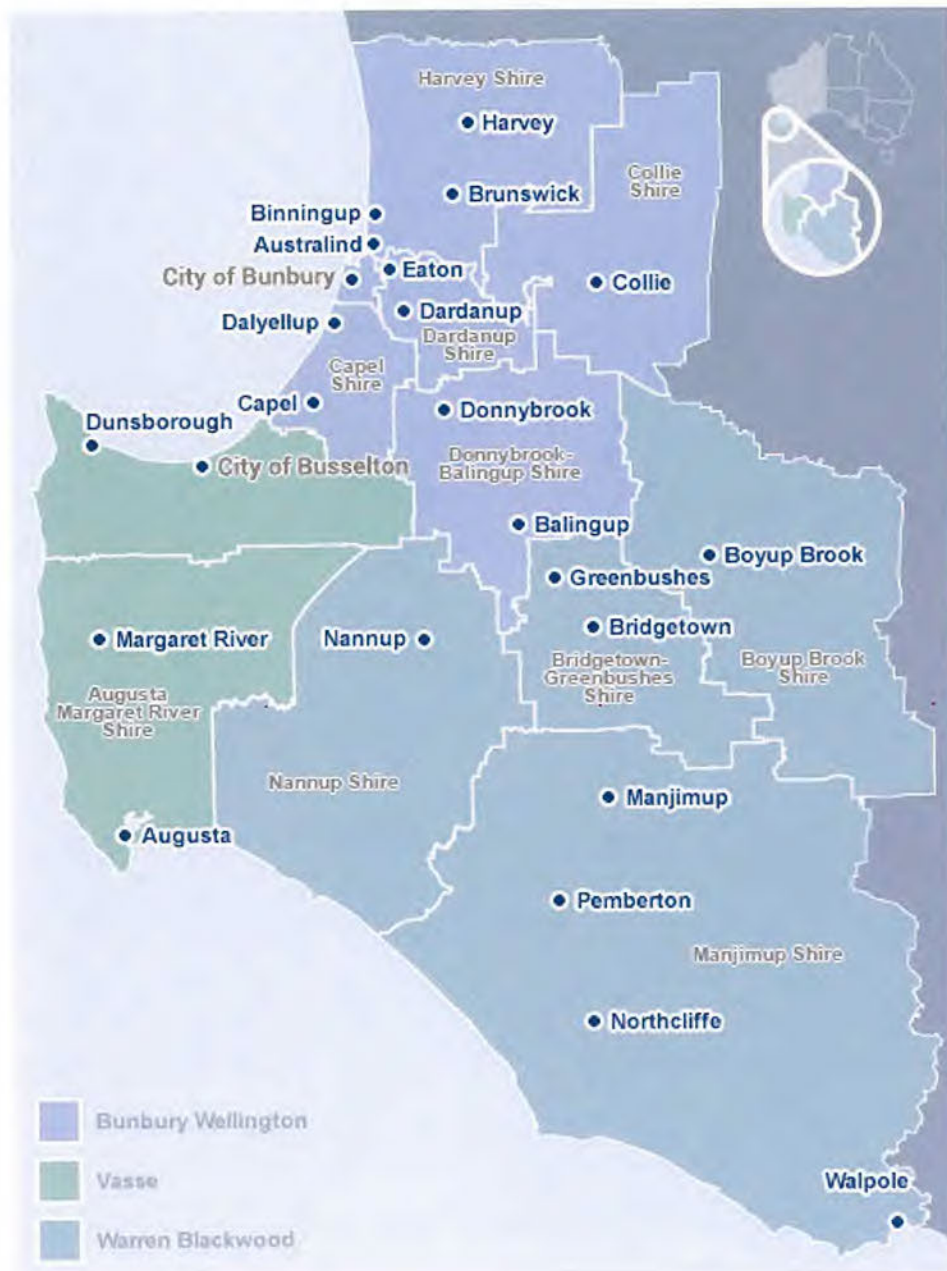 Harvey Shire
Harvey
Collie
Shire
Brunswick
Binningup
Australind
Eaton
City of Bunbury
Collie
Dardanup
Dalyellup
Dardanup
Shire
Capel
Shire
Capel
Donnybrook
Dunsborough
Donnybrook-
Balingup Shire
City of Busselton
Balingup
Boyup Brook
Greenbushes
Bridgetown
Margaret River
Nannup
Bridgetown-
Greenbushes
Shire
Boyup Brook
Shire
Augusta
Margaret River
Shire
Nannup Shire
Manjimup
Augusta
Pemberton
Manjimup Shire
Northcliffe
Bunbury Wellington
Vasse
Walpole
Warren Blackwood